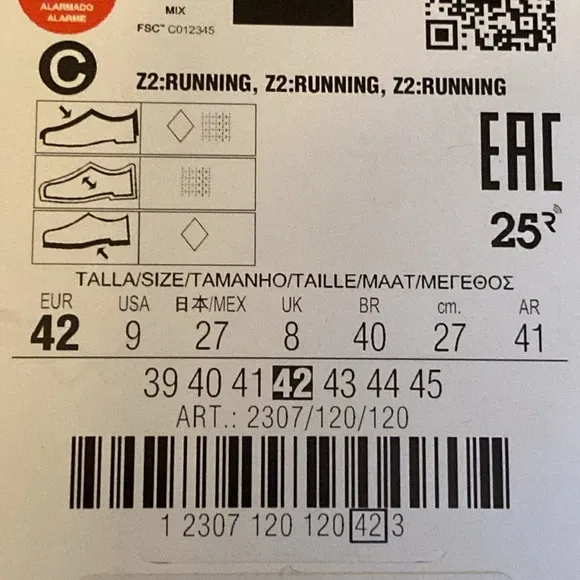 ALARMADO
ALARME
MIX
FSC™ C012345
C
Z2:RUNNING, Z2:RUNNING, Z2:RUNNING
EAC
25R
TALLA/SIZE/TAMANHO/TAILLE/MAAT/ΜΕΓΕΘΟΣ
EUR USA 日本/MEX UK BR cm. AR
42 9 27 8 40 27 41
39 40 41 42 43 44 45
ART.: 2307/120/120
1 2307 120 120 42 3